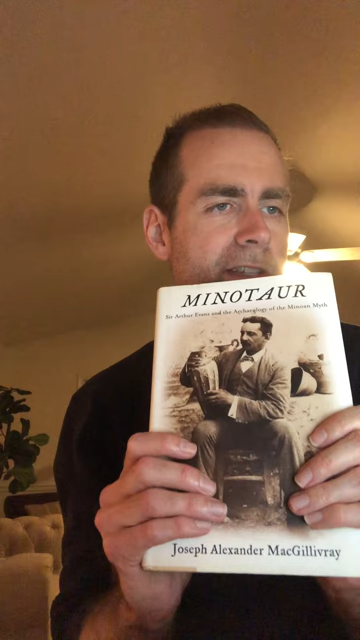 MINOTAUR
Sir Arthur Evans and the Archaeology of the Minoan Myth
Joseph Alexander MacGillivray